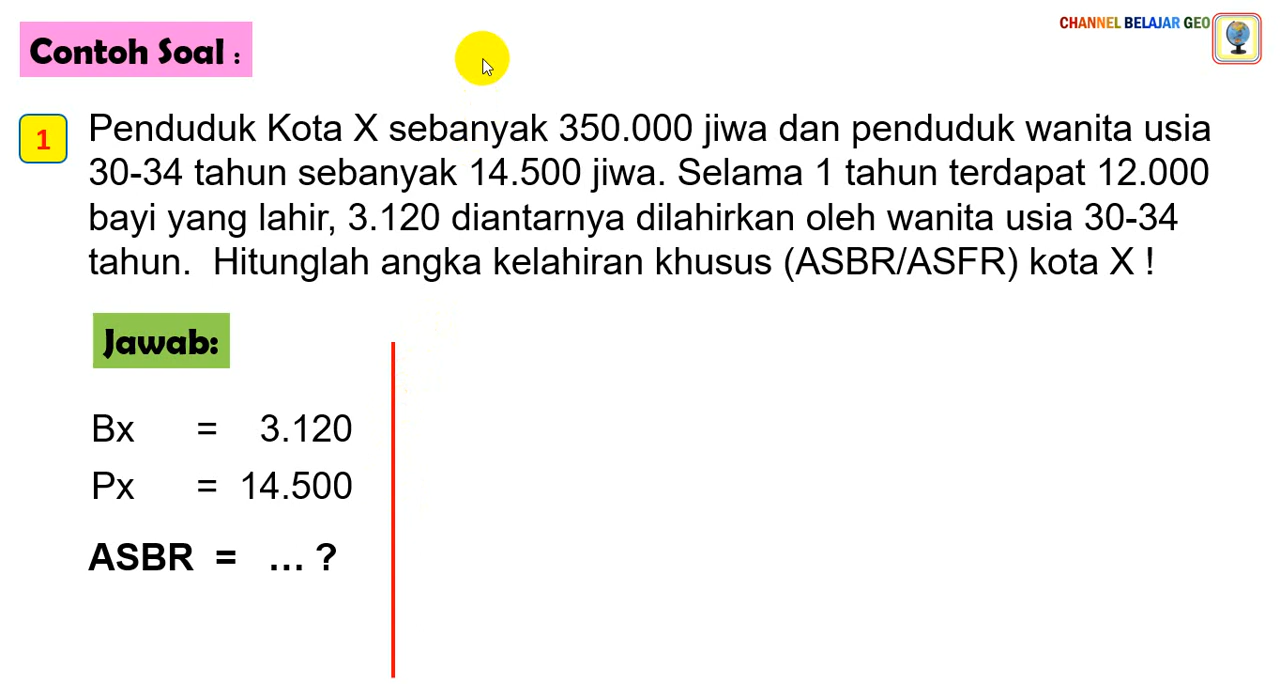 Contoh Soal :
CHANNEL BELAJAR GEO
1
Penduduk Kota X sebanyak 350.000 jiwa dan penduduk wanita usia
30-34 tahun sebanyak 14.500 jiwa. Selama 1 tahun terdapat 12.000
bayi yang lahir, 3.120 diantarnya dilahirkan oleh wanita usia 30-34
tahun.  Hitunglah angka kelahiran khusus (ASBR/ASFR) kota X !
Jawab:
Bx = 3.120
Px = 14.500
ASBR = ... ?